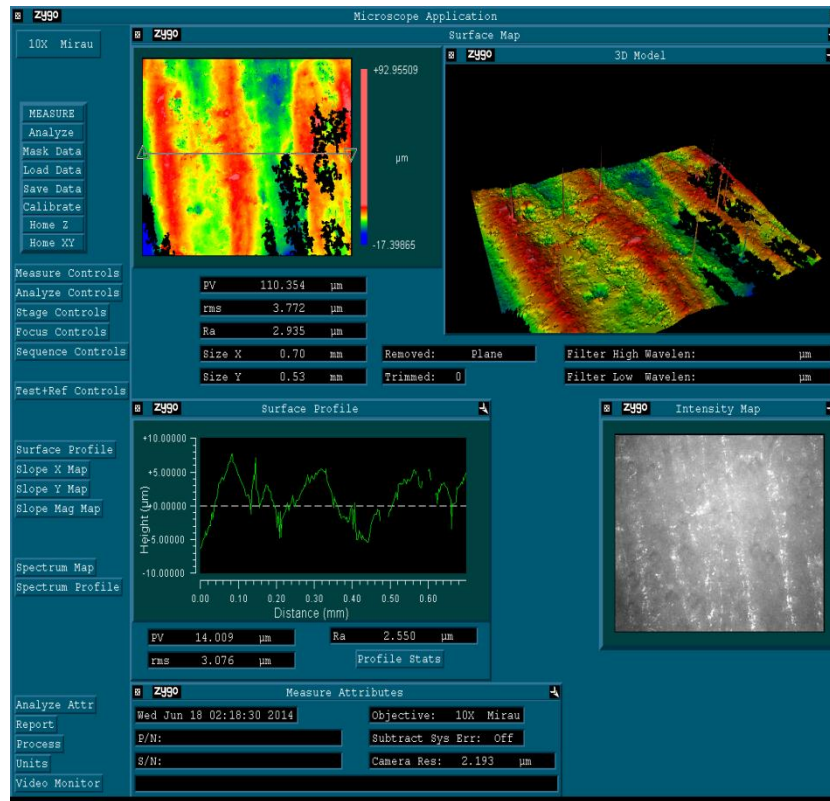 zygo Microscope Application
10X Mirau
zygo Surface Map
+92.95509
µm
-17.39865
zygo 3D Model
MEASURE
Analyze
Mask Data
Load Data
Save Data
Calibrate
Home Z
Home XY
Measure Controls
Analyze Controls
Stage Controls
Focus Controls
Sequence Controls
Test+Ref Controls
PV 110.354 µm
rms 3.772 µm
Ra 2.935 µm
Size X 0.70 mm
Size Y 0.53 mm
Removed: Plane
Trimmed: 0
Filter High Wavelen: µm
Filter Low Wavelen: µm
Surface Profile
Slope X Map
Slope Y Map
Slope Mag Map
Spectrum Map
Spectrum Profile
zygo Surface Profile
+10.00000
+5.00000
+0.00000
-5.00000
-10.00000
Height (µm)
0.00 0.10 0.20 0.30 0.40 0.50 0.60
Distance (mm)
PV 14.009 µm
rms 3.076 µm
Ra 2.550 µm
Profile Stats
zygo Intensity Map
Analyze Attr
Report
Process
Units
Video Monitor
zygo Measure Attributes
Wed Jun 18 02:18:30 2014
P/N:
S/N:
Objective: 10X Mirau
Subtract Sys Err: Off
Camera Res: 2.193 µm